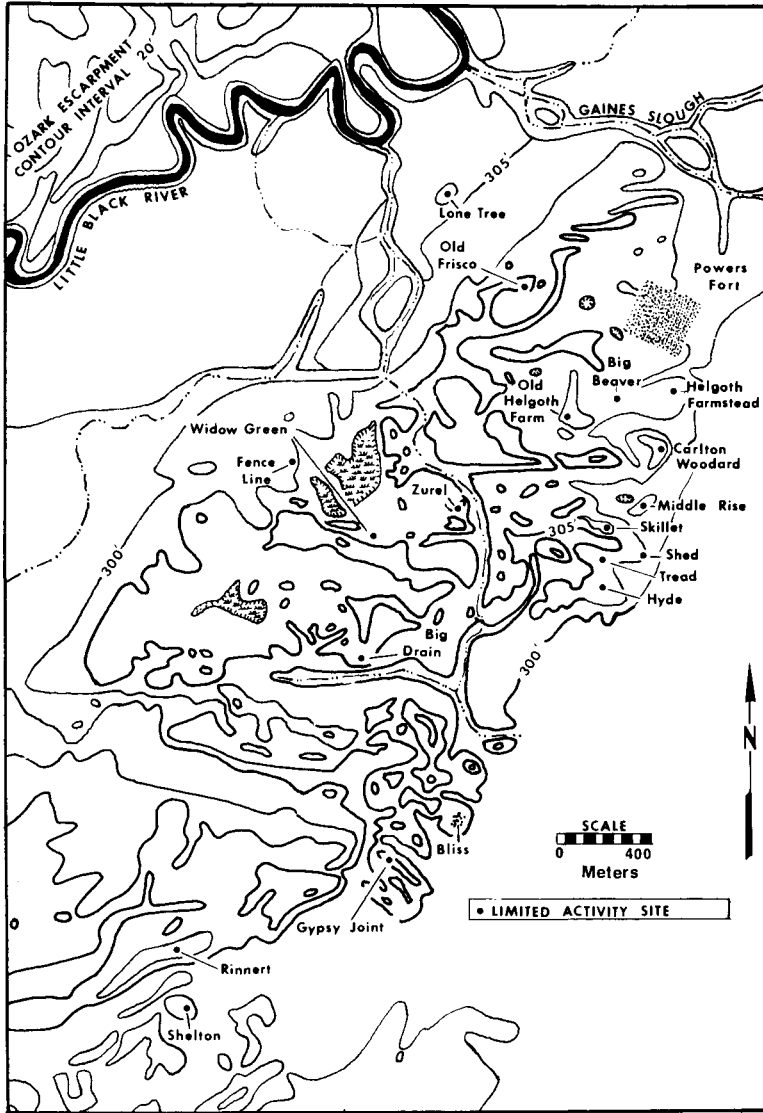 OZARK ESCARPMENT
CONTOUR INTERVAL 20'
LITTLE BLACK RIVER
GAINES SLOUGH
305'
Lone Tree
Old
Frisco
Powers
Fort
Big
Beaver
Old
Helgoth
Farm
Helgoth
Farmstead
Widow Green
Fence
Line
Zurel
Carlton
Woodard
Middle Rise
305
Skillet
Shed
Tread
Hyde
300'
Big
Drain
300'
N
Bliss
SCALE
0 400
Meters
LIMITED ACTIVITY SITE
Gypsy Joint
Rinnert
Shelton